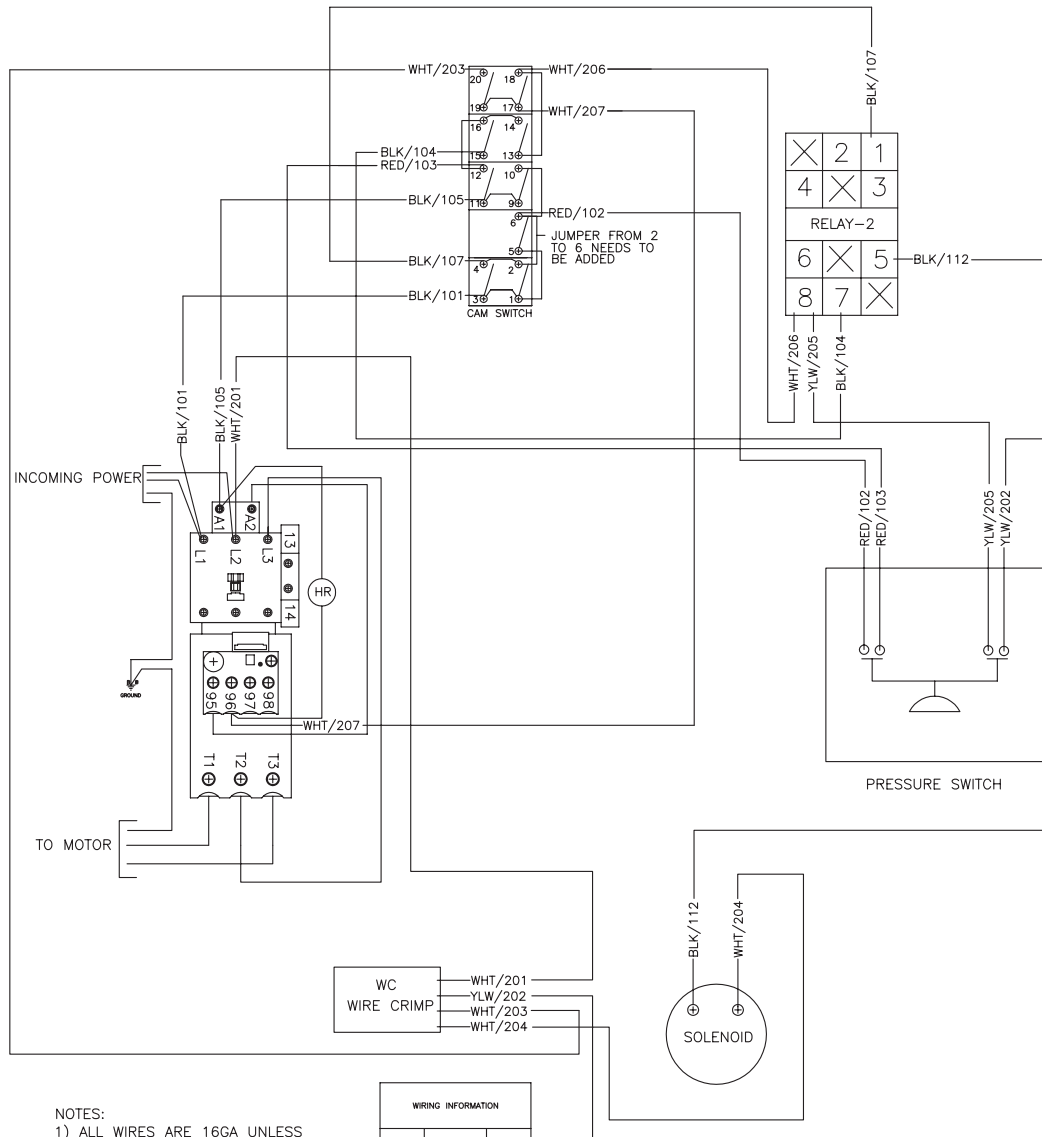 BLK/107
WHT/203
20
18
WHT/206
19
17
WHT/207
16
14
BLK/104
15
13
RED/103
12
10
BLK/105
11
9
RED/102
6
JUMPER FROM 2
TO 6 NEEDS TO
BE ADDED
5
BLK/107
4
2
BLK/101
3
1
CAM SWITCH
2
1
4
3
RELAY-2
6
5
BLK/112
8
7
WHT/206
YLW/205
BLK/104
BLK/101
BLK/105
WHT/201
INCOMING POWER
A1
A2
L1
L2
L3
13
14
HR
RED/102
RED/103
YLW/205
YLW/202
GROUND
95
96
97
98
WHT/207
T1
T2
T3
PRESSURE SWITCH
TO MOTOR
BLK/112
WHT/204
WC
WIRE CRIMP
WHT/201
YLW/202
WHT/203
WHT/204
SOLENOID
WIRING INFORMATION
NOTES:
1) ALL WIRES ARE 16GA UNLESS